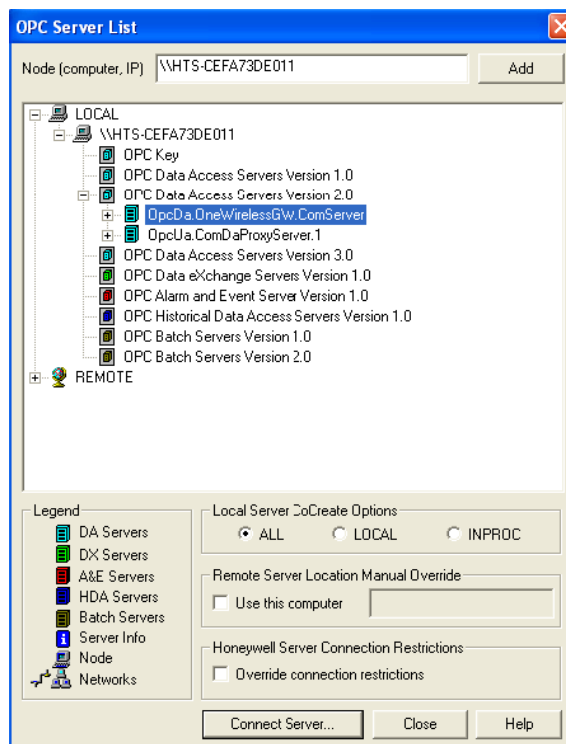 OPC Server List
Node (computer, IP) \\HTS-CEFA73DE011 Add
LOCAL
\\HTS-CEFA73DE011
OPC Key
OPC Data Access Servers Version 1.0
OPC Data Access Servers Version 2.0
OpcDa.OneWirelessGW.ComServer
OpcUa.ComDaProxyServer.1
OPC Data Access Servers Version 3.0
OPC Data eXchange Servers Version 1.0
OPC Alarm and Event Server Version 1.0
OPC Historical Data Access Servers Version 1.0
OPC Batch Servers Version 1.0
OPC Batch Servers Version 2.0
REMOTE
Legend
DA Servers
DX Servers
A&E Servers
HDA Servers
Batch Servers
Server Info
Node
Networks
Local Server CoCreate Options
ALL LOCAL INPROC
Remote Server Location Manual Override
Use this computer
Honeywell Server Connection Restrictions
Override connection restrictions
Connect Server... Close Help